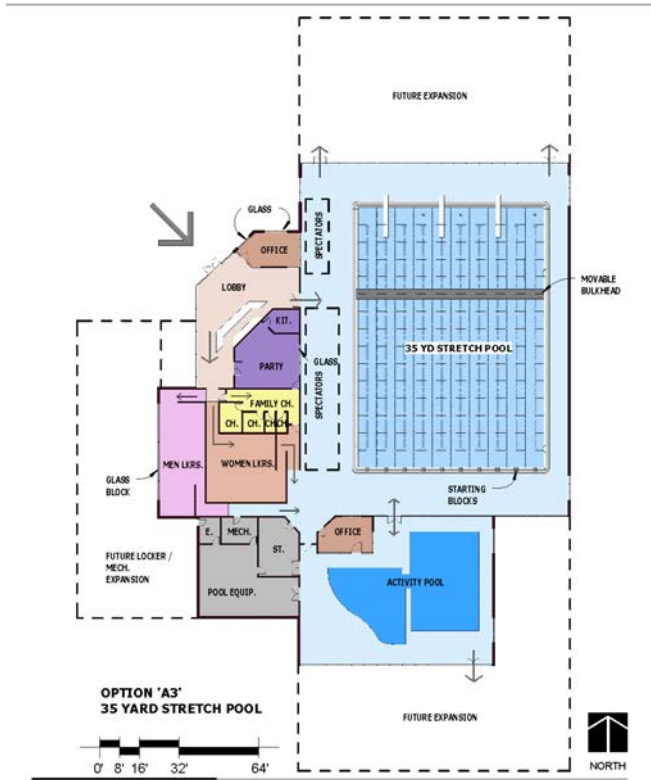 FUTURE EXPANSION
GLASS
OFFICE
SPECTATORS
LOBBY
MOVABLE
BULKHEAD
KIT.
35 YD STRETCH POOL
GLASS
PARTY
SPECTATORS
FAMILY CH.
CH.
CH.
CH.
CH.
MEN LKRS.
WOMEN LKRS.
GLASS
BLOCK
STARTING
BLOCKS
E.
MECH.
OFFICE
ST.
FUTURE LOCKER /
MECH.
EXPANSION
ACTIVITY POOL
POOL EQUIP.
OPTION 'A3'
35 YARD STRETCH POOL
FUTURE EXPANSION
0' 8' 16' 32' 64'
NORTH